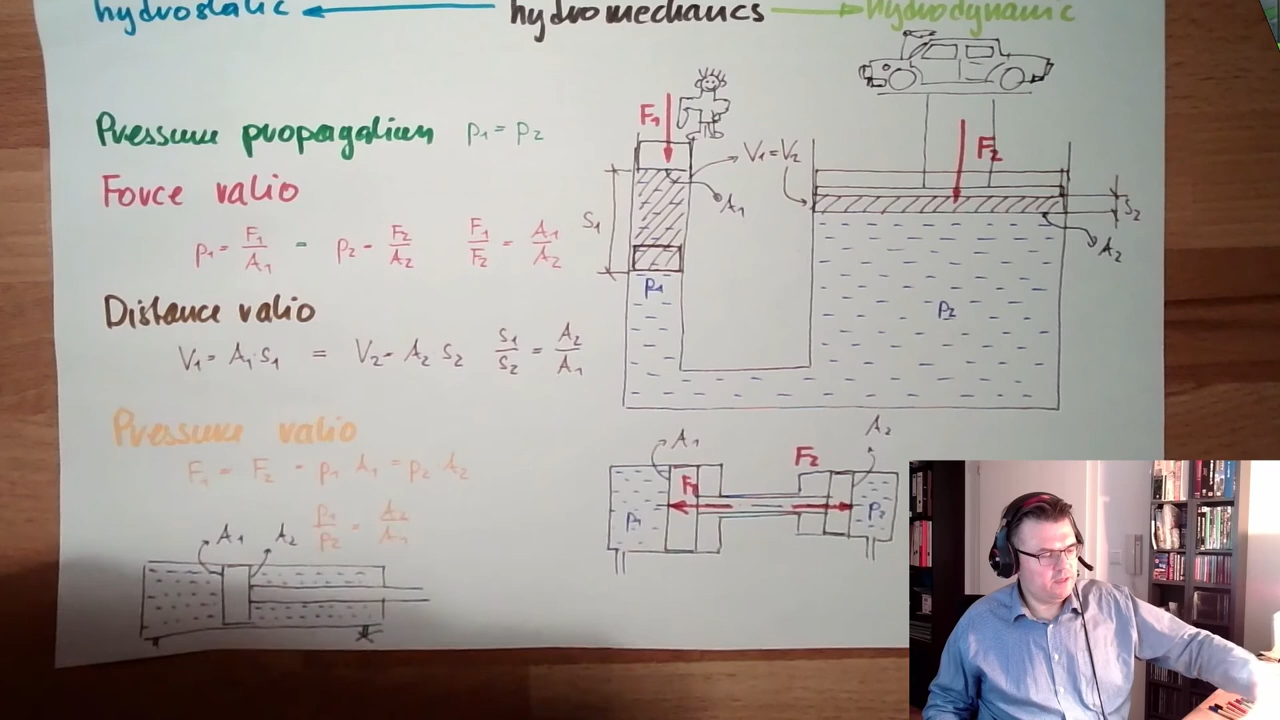 hydrostatic hydromechanics hydrodynamic
Pressure propagation p₁ = p₂
Force ratio
p₁ = F₁/A₁ = p₂ = F₂/A₂ F₁/F₂ = A₁/A₂
Distance ratio
V₁ = A₁·s₁ = V₂ = A₂ s₂ s₁/s₂ = A₂/A₁
Pressure ratio
F₁ = F₂ = p₁ A₁ = p₂ A₂
p₁/p₂ = A₂/A₁
A₁ A₂
F₁
V₁=V₂
F₂
A₁
S₁
S₂
A₂
p₁
p₂
A₁
A₂
F₁
F₂
p₁
p₂